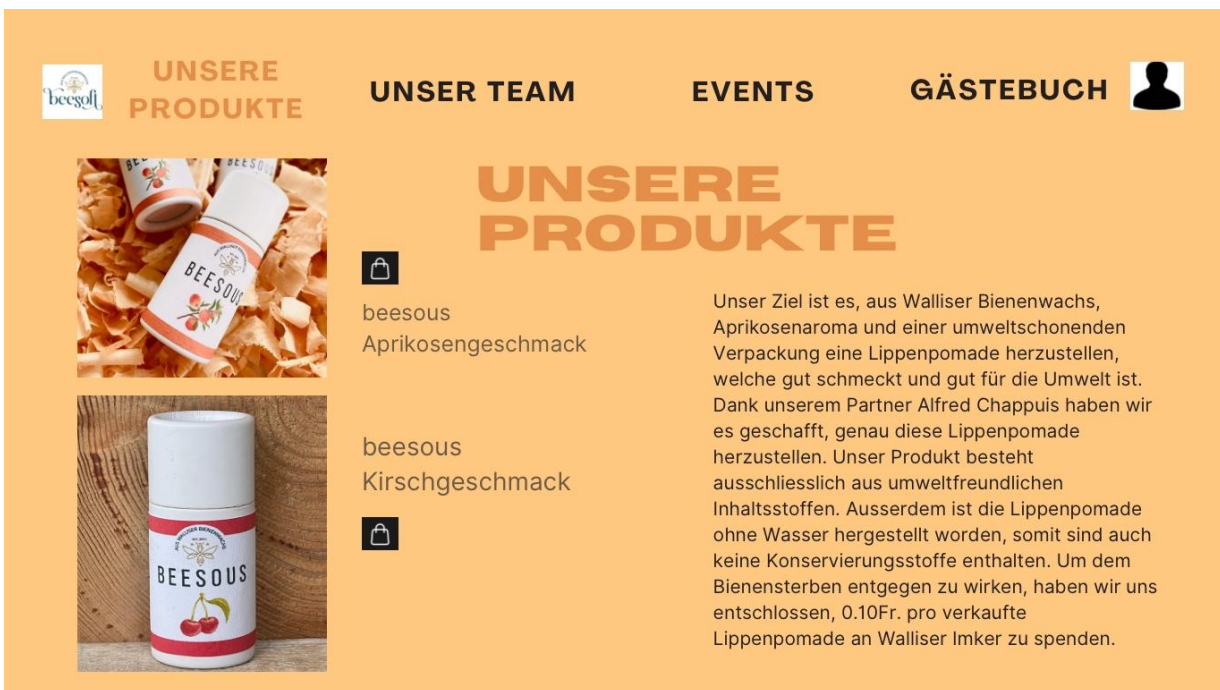 beesoft
UNSERE
PRODUKTE
UNSER TEAM
EVENTS
GÄSTEBUCH
UNSERE
PRODUKTE
BEESOUS
BEESOUS
beesous
Aprikosengeschmack
beesous
Kirschgeschmack
AUS WALLISER BIENENWACHS
BEESOUS
Unser Ziel ist es, aus Walliser Bienenwachs,
Aprikosenaroma und einer umweltschonenden
Verpackung eine Lippenpomade herzustellen,
welche gut schmeckt und gut für die Umwelt ist.
Dank unserem Partner Alfred Chappuis haben wir
es geschafft, genau diese Lippenpomade
herzustellen. Unser Produkt besteht
ausschliesslich aus umweltfreundlichen
Inhaltsstoffen. Ausserdem ist die Lippenpomade
ohne Wasser hergestellt worden, somit sind auch
keine Konservierungsstoffe enthalten. Um dem
Bienensterben entgegen zu wirken, haben wir uns
entschlossen, 0.10Fr. pro verkaufte
Lippenpomade an Walliser Imker zu spenden.